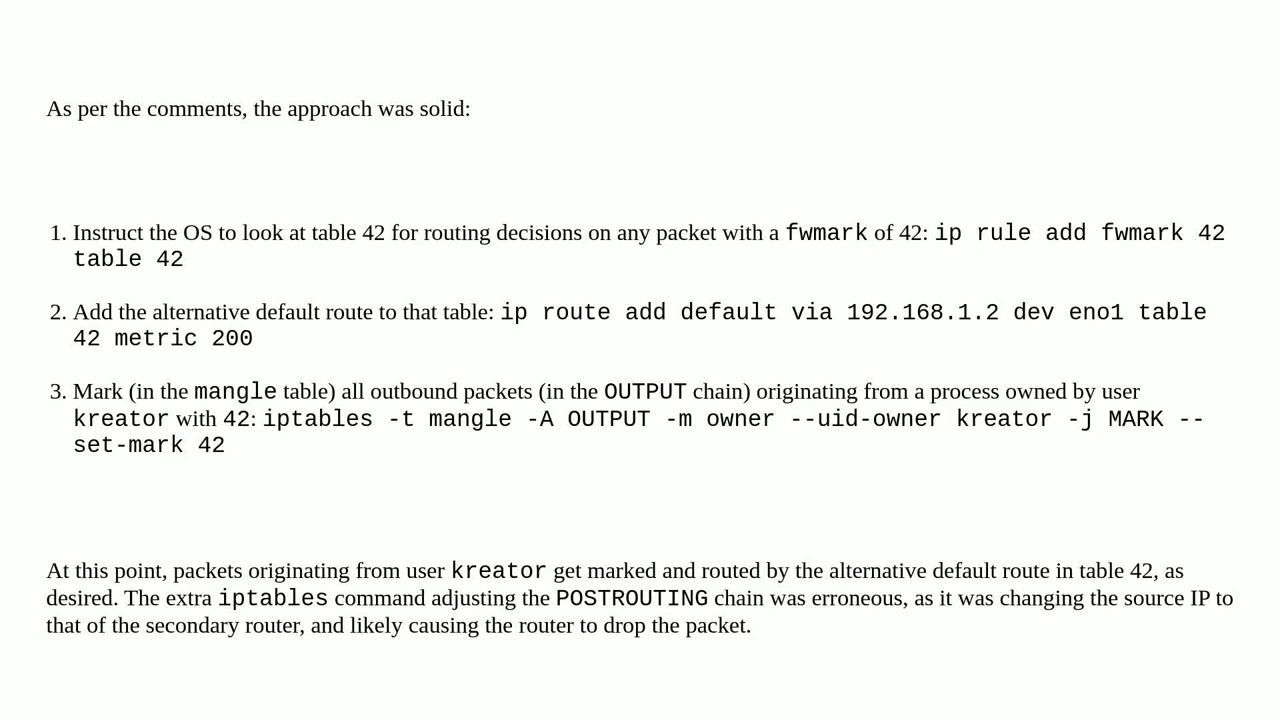 As per the comments, the approach was solid:
1. Instruct the OS to look at table 42 for routing decisions on any packet with a fwmark of 42: ip rule add fwmark 42
table 42
2. Add the alternative default route to that table: ip route add default via 192.168.1.2 dev eno1 table
42 metric 200
3. Mark (in the mangle table) all outbound packets (in the OUTPUT chain) originating from a process owned by user
kreator with 42: iptables -t mangle -A OUTPUT -m owner --uid-owner kreator -j MARK --
set-mark 42
At this point, packets originating from user kreator get marked and routed by the alternative default route in table 42, as
desired. The extra iptables command adjusting the POSTROUTING chain was erroneous, as it was changing the source IP to
that of the secondary router, and likely causing the router to drop the packet.